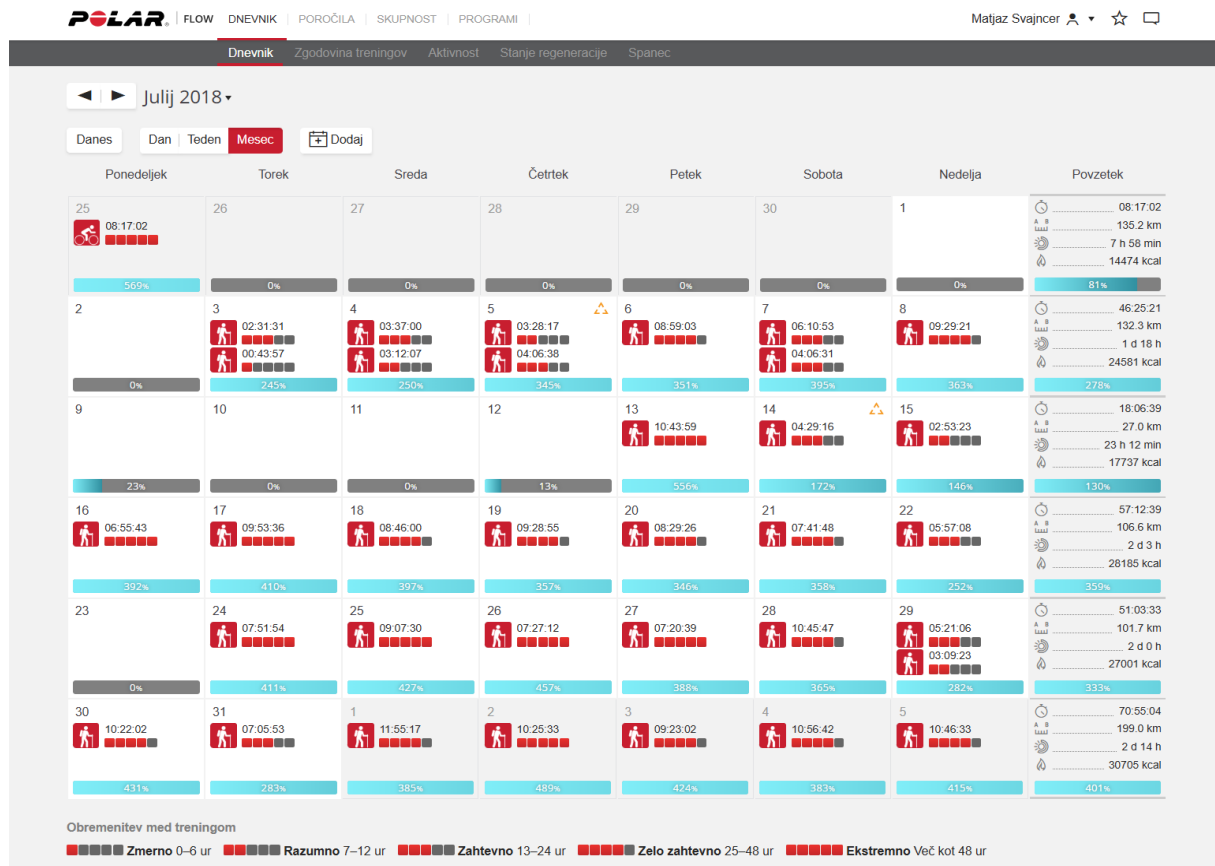 POLAR. FLOW DNEVNIK POROČILA SKUPNOST PROGRAMI Matjaz Svajncer
Dnevnik Zgodovina treningov Aktivnost Stanje regeneracije Spanec
Julij 2018
Danes Dan Teden Mesec Dodaj
Ponedeljek Torek Sreda Četrtek Petek Sobota Nedelja Povzetek
25 26 27 28 29 30 1 08:17:02
08:17:02 135.2 km
7 h 58 min
14474 kcal
569% 0% 0% 0% 0% 0% 0% 81%
2 3 4 5 6 7 8 46:25:21
02:31:31 03:37:00 03:28:17 08:59:03 06:10:53 09:29:21 132.3 km
1 d 18 h
00:43:57 03:12:07 04:06:38 04:06:31
24581 kcal
0% 245% 250% 345% 351% 395% 363% 278%
9 10 11 12 13 14 15 18:06:39
10:43:59 04:29:16 02:53:23 27.0 km
23 h 12 min
17737 kcal
23% 0% 0% 13% 556% 172% 146% 130%
16 17 18 19 20 21 22 57:12:39
06:55:43 09:53:36 08:46:00 09:28:55 08:29:26 07:41:48 05:57:08 106.6 km
2 d 3 h
28185 kcal
392% 410% 397% 357% 346% 358% 252% 359%
23 24 25 26 27 28 29 51:03:33
07:51:54 09:07:30 07:27:12 07:20:39 10:45:47 05:21:06 101.7 km
2 d 0 h
03:09:23
27001 kcal
0% 411% 427% 457% 388% 365% 282% 333%
30 31 1 2 3 4 5 70:55:04
10:22:02 07:05:53 11:55:17 10:25:33 09:23:02 10:56:42 10:46:33 199.0 km
2 d 14 h
30705 kcal
431% 283% 385% 489% 424% 383% 415% 401%
Obremenitev med treningom
Zmerno 0–6 ur Razumno 7–12 ur Zahtevno 13–24 ur Zelo zahtevno 25–48 ur Ekstremno Več kot 48 ur